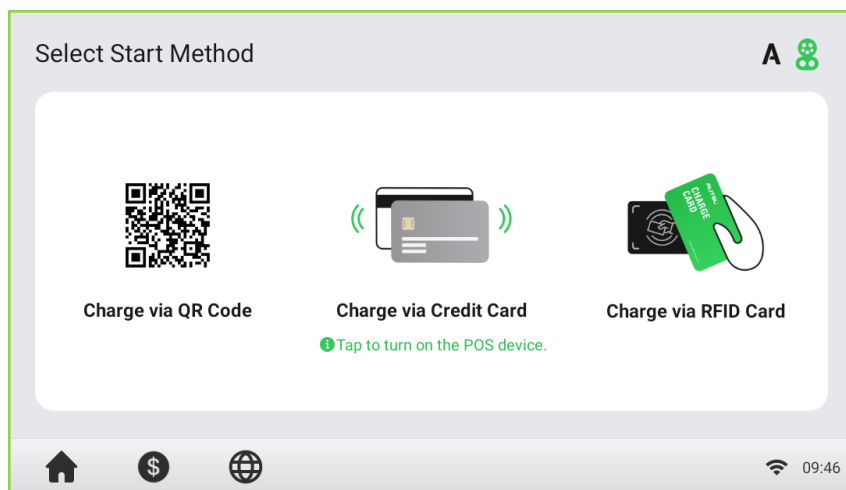 Select Start Method
A
AUTEL
CHARGE
CARD
Charge via QR Code
Charge via Credit Card
Charge via RFID Card
Tap to turn on the POS device.
$
09:46